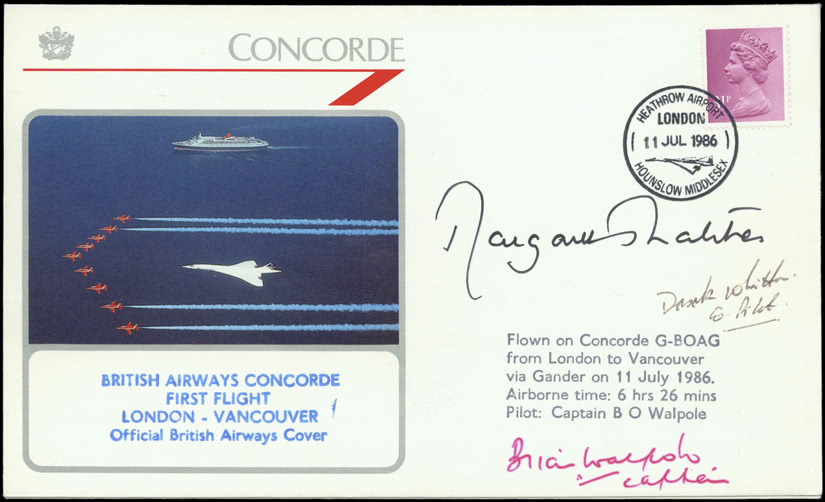 CONCORDE
HEATHROW AIRPORT
LONDON
11 JUL 1986
HOUNSLOW MIDDLESEX
Margaret Thatcher
Derek
Co-Pilot.
Flown on Concorde G-BOAG
from London to Vancouver
via Gander on 11 July 1986.
Airborne time: 6 hrs 26 mins
Pilot: Captain B O Walpole
Brian Walpole
Captain
BRITISH AIRWAYS CONCORDE
FIRST FLIGHT
LONDON - VANCOUVER
Official British Airways Cover